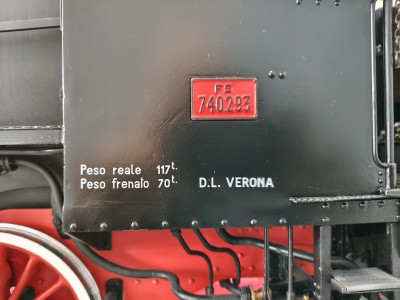 FS
740293
Peso reale 117t.
Peso frenalo 70t. D.L. VERONA